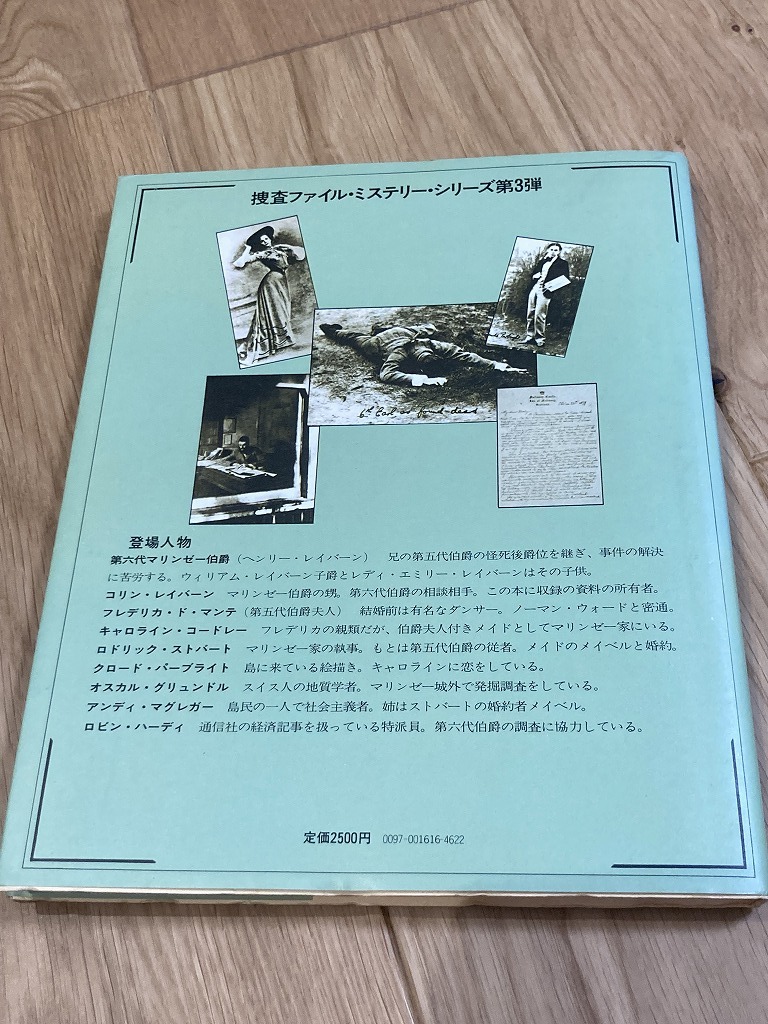 捜査ファイル・ミステリー・シリーズ第3弾
6th Earl as found dead
登場人物
第六代マリンゼー伯爵（ヘンリー・レイバーン） 兄の第五代伯爵の怪死後爵位を継ぎ、事件の解決
に苦労する。ウィリアム・レイバーン子爵とレディ・エミリー・レイバーンはその子供。
コリン・レイバーン マリンゼー伯爵の甥。第六伯爵の相談相手。この本に収録の資料の所有者。
フレデリカ・ド・マンテ（第五代伯爵夫人） 結婚前は有名なダンサー。ノーマン・ウォードと密通。
キャロライン・コードレー フレデリカの親類だが、伯爵夫人付きメイドとしてマリンゼー家にいる。
ロドリック・ストバート マリンゼー家の執事。もとは第五代伯爵の従者。メイドのメイベルと婚約。
クロード・パーブライト 島に来ている絵描き。キャロラインに恋をしている。
オスカル・グリュンドル スイス人の地質学者。マリンゼー城外で発掘調査をしている。
アンディ・マグレガー 島民の一人で社会主義者。姉はストバートの婚約者メイベル。
ロビン・ハーディ 通信社の経済記事を扱っている特派員。第六代伯爵の調査に協力している。
定価2500円 0097-001616-4622